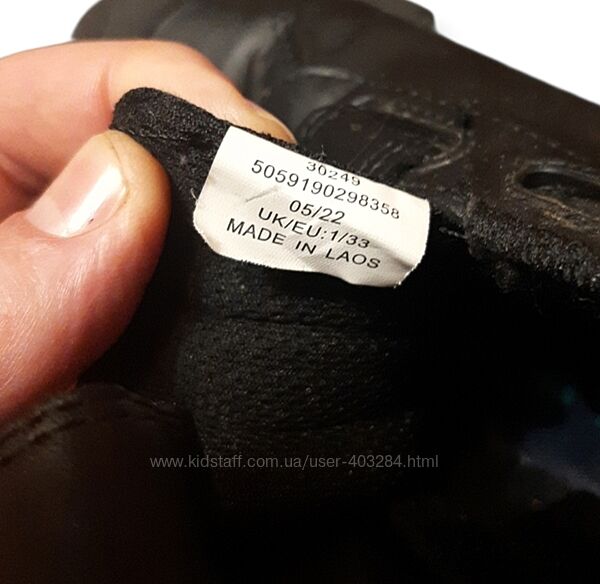 30249
5059190298358
05/22
UK/EU:1/33
MADE IN LAOS
www.kidstaff.com.ua/user-403284.html